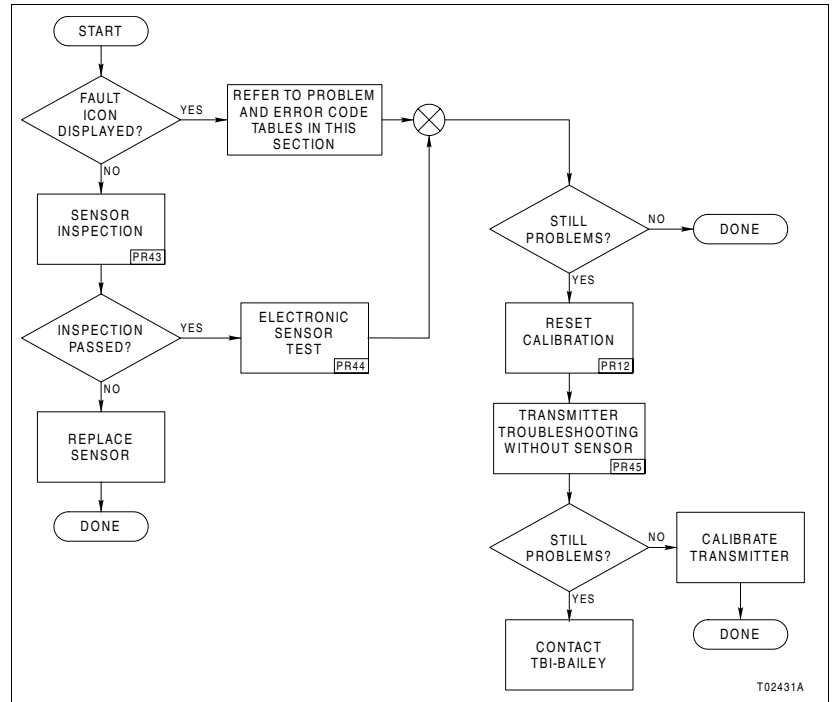 START
FAULT
ICON
DISPLAYED?
YES
REFER TO PROBLEM
AND ERROR CODE
TABLES IN THIS
SECTION
NO
SENSOR
INSPECTION
PR43
INSPECTION
PASSED?
YES
ELECTRONIC
SENSOR
TEST
PR44
NO
REPLACE
SENSOR
DONE
STILL
PROBLEMS?
NO
DONE
YES
RESET
CALIBRATION
PR12
TRANSMITTER
TROUBLESHOOTING
WITHOUT SENSOR
PR45
STILL
PROBLEMS?
NO
CALIBRATE
TRANSMITTER
DONE
YES
CONTACT
TBI-BAILEY
T02431A